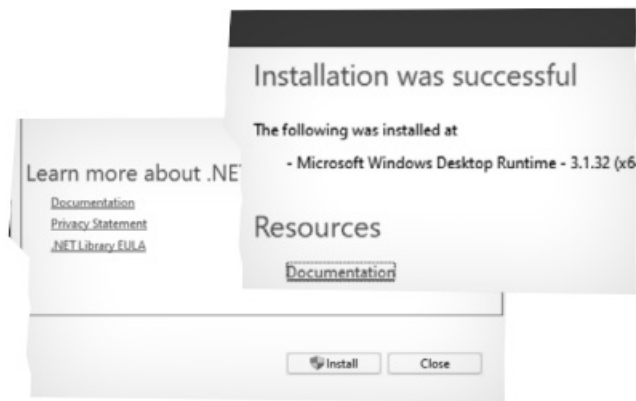 Installation was successful
The following was installed at
- Microsoft Windows Desktop Runtime - 3.1.32 (x6
Resources
Documentation
Learn more about .NE
Documentation
Privacy Statement
.NET Library EULA
Install
Close